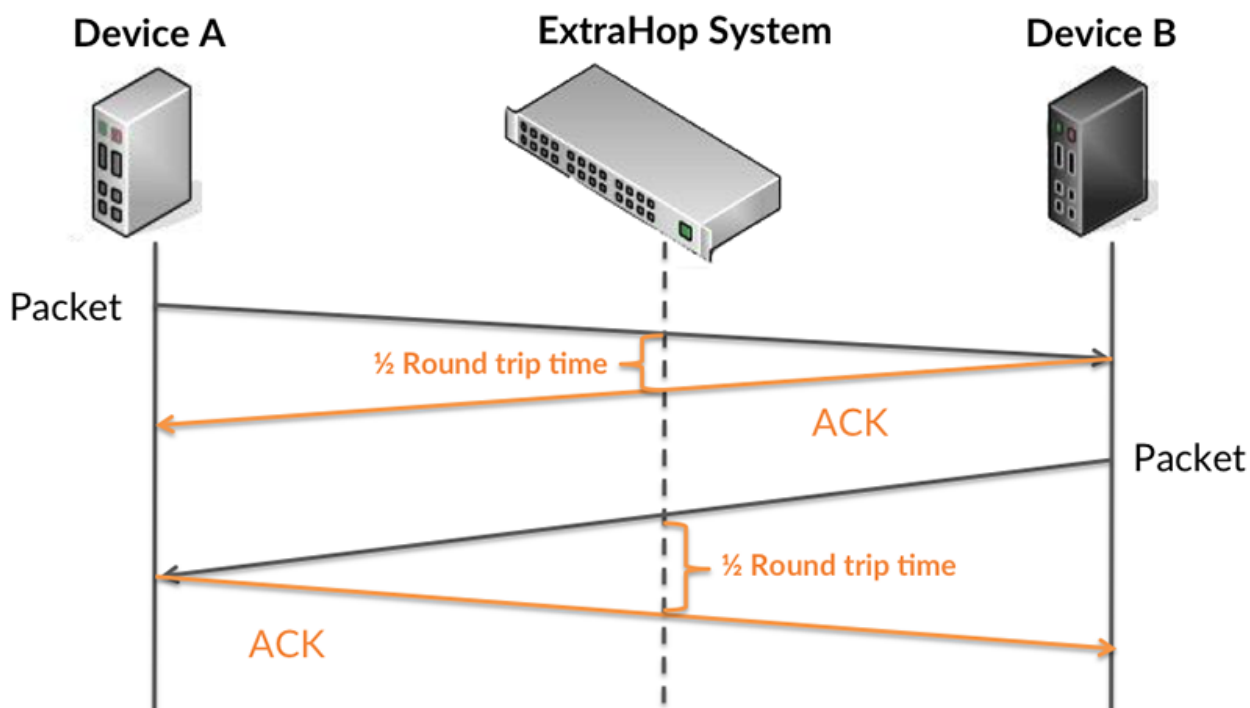 Device A
ExtraHop System
Device B
Packet
½ Round trip time
ACK
Packet
½ Round trip time
ACK